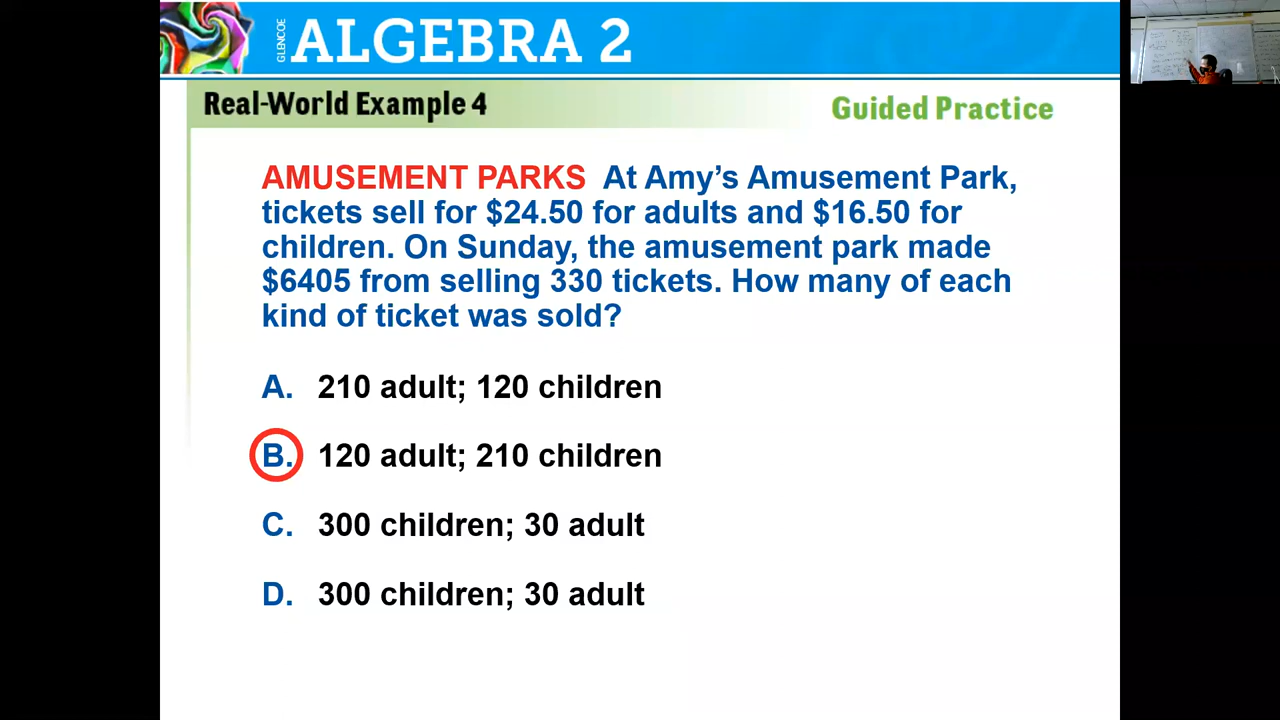 GLENCOE
ALGEBRA 2
Real-World Example 4
Guided Practice
AMUSEMENT PARKS At Amy's Amusement Park,
tickets sell for $24.50 for adults and $16.50 for
children. On Sunday, the amusement park made
$6405 from selling 330 tickets. How many of each
kind of ticket was sold?
A. 210 adult; 120 children
B. 120 adult; 210 children
C. 300 children; 30 adult
D. 300 children; 30 adult